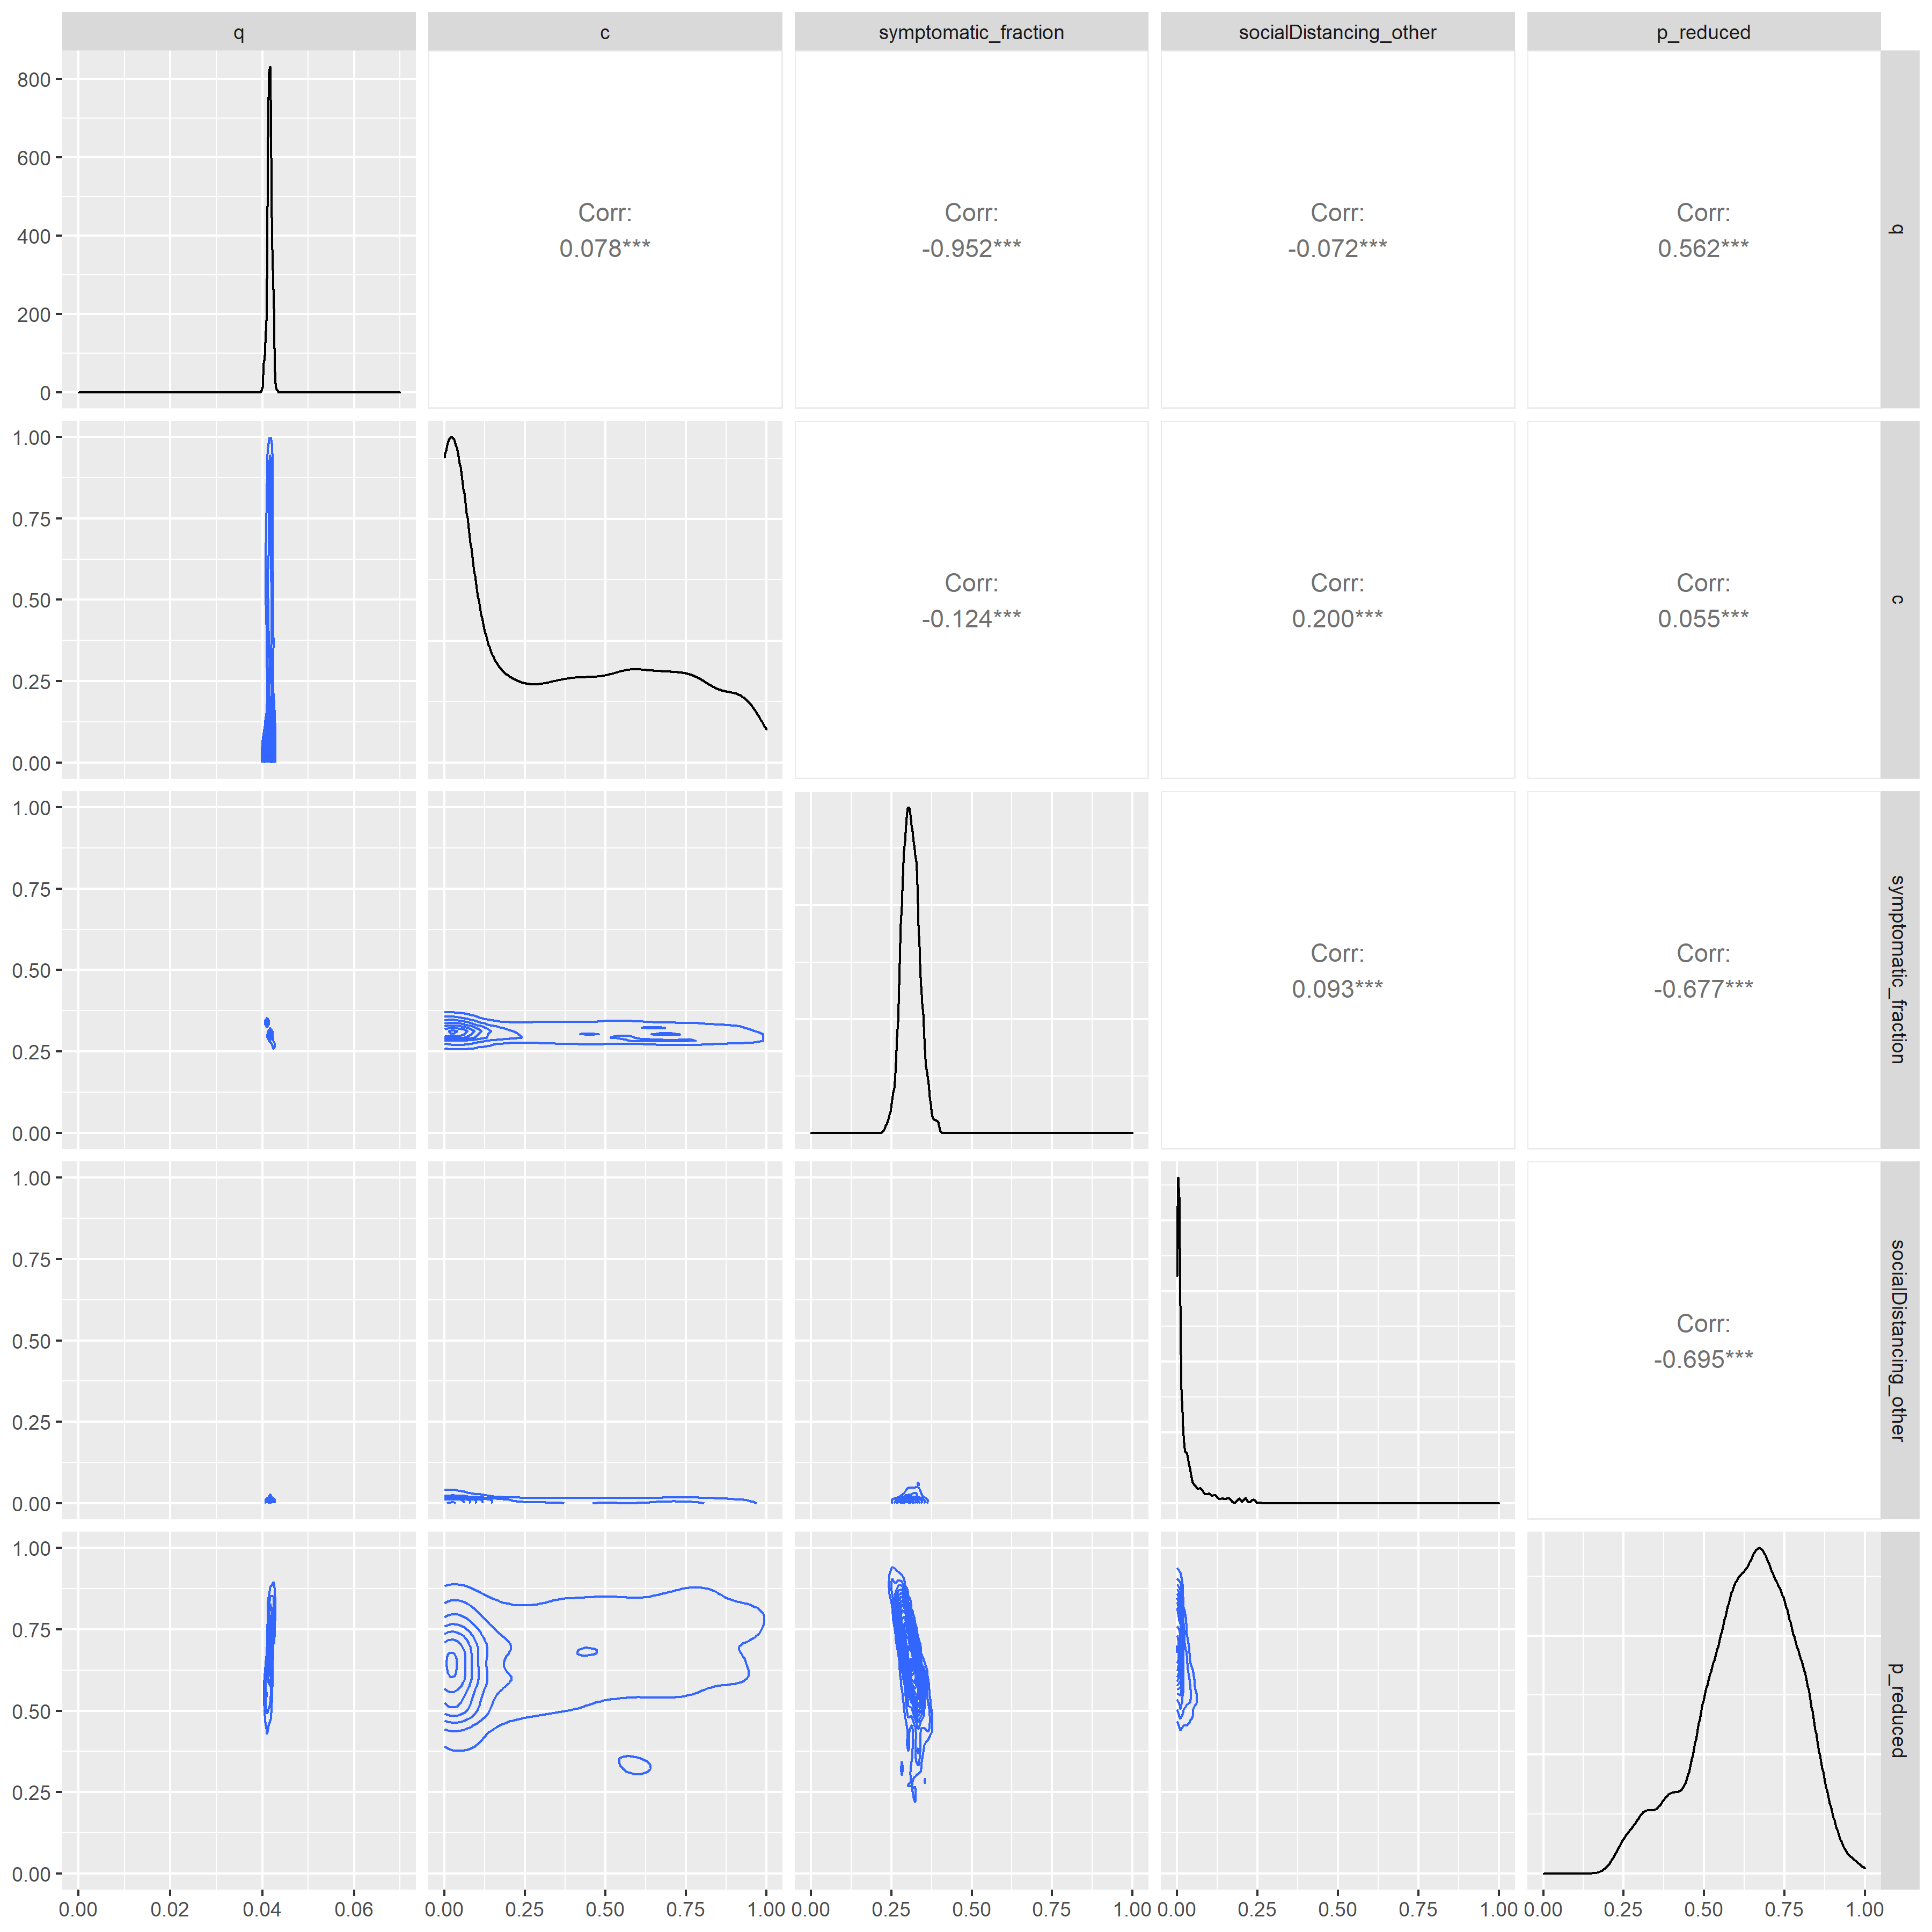 q
c
symptomatic_fraction
socialDistancing_other
p_reduced
800
600
400
200
0
Corr:
0.078***
Corr:
-0.952***
Corr:
-0.072***
Corr:
0.562***
q
1.00
0.75
0.50
0.25
0.00
Corr:
-0.124***
Corr:
0.200***
Corr:
0.055***
c
1.00
0.75
0.50
0.25
0.00
Corr:
0.093***
Corr:
-0.677***
symptomatic_fraction
1.00
0.75
0.50
0.25
0.00
Corr:
-0.695***
socialDistancing_other
1.00
0.75
0.50
0.25
0.00
p_reduced
0.00 0.02 0.04 0.06
0.00 0.25 0.50 0.75 1.00
0.00 0.25 0.50 0.75 1.00
0.00 0.25 0.50 0.75 1.00
0.00 0.25 0.50 0.75 1.00